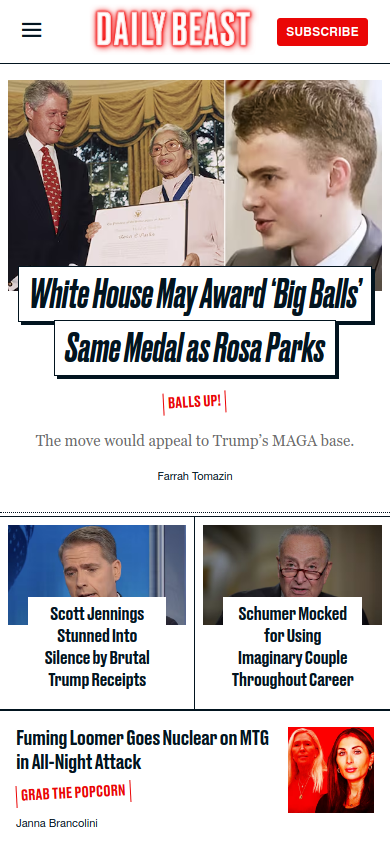 DAILY BEAST
SUBSCRIBE
White House May Award ‘Big Balls’
Same Medal as Rosa Parks
BALLS UP!
The move would appeal to Trump’s MAGA base.
Farrah Tomazin
Scott Jennings
Stunned Into
Silence by Brutal
Trump Receipts
Schumer Mocked
for Using
Imaginary Couple
Throughout Career
Fuming Loomer Goes Nuclear on MTG
in All-Night Attack
GRAB THE POPCORN
Janna Brancolini